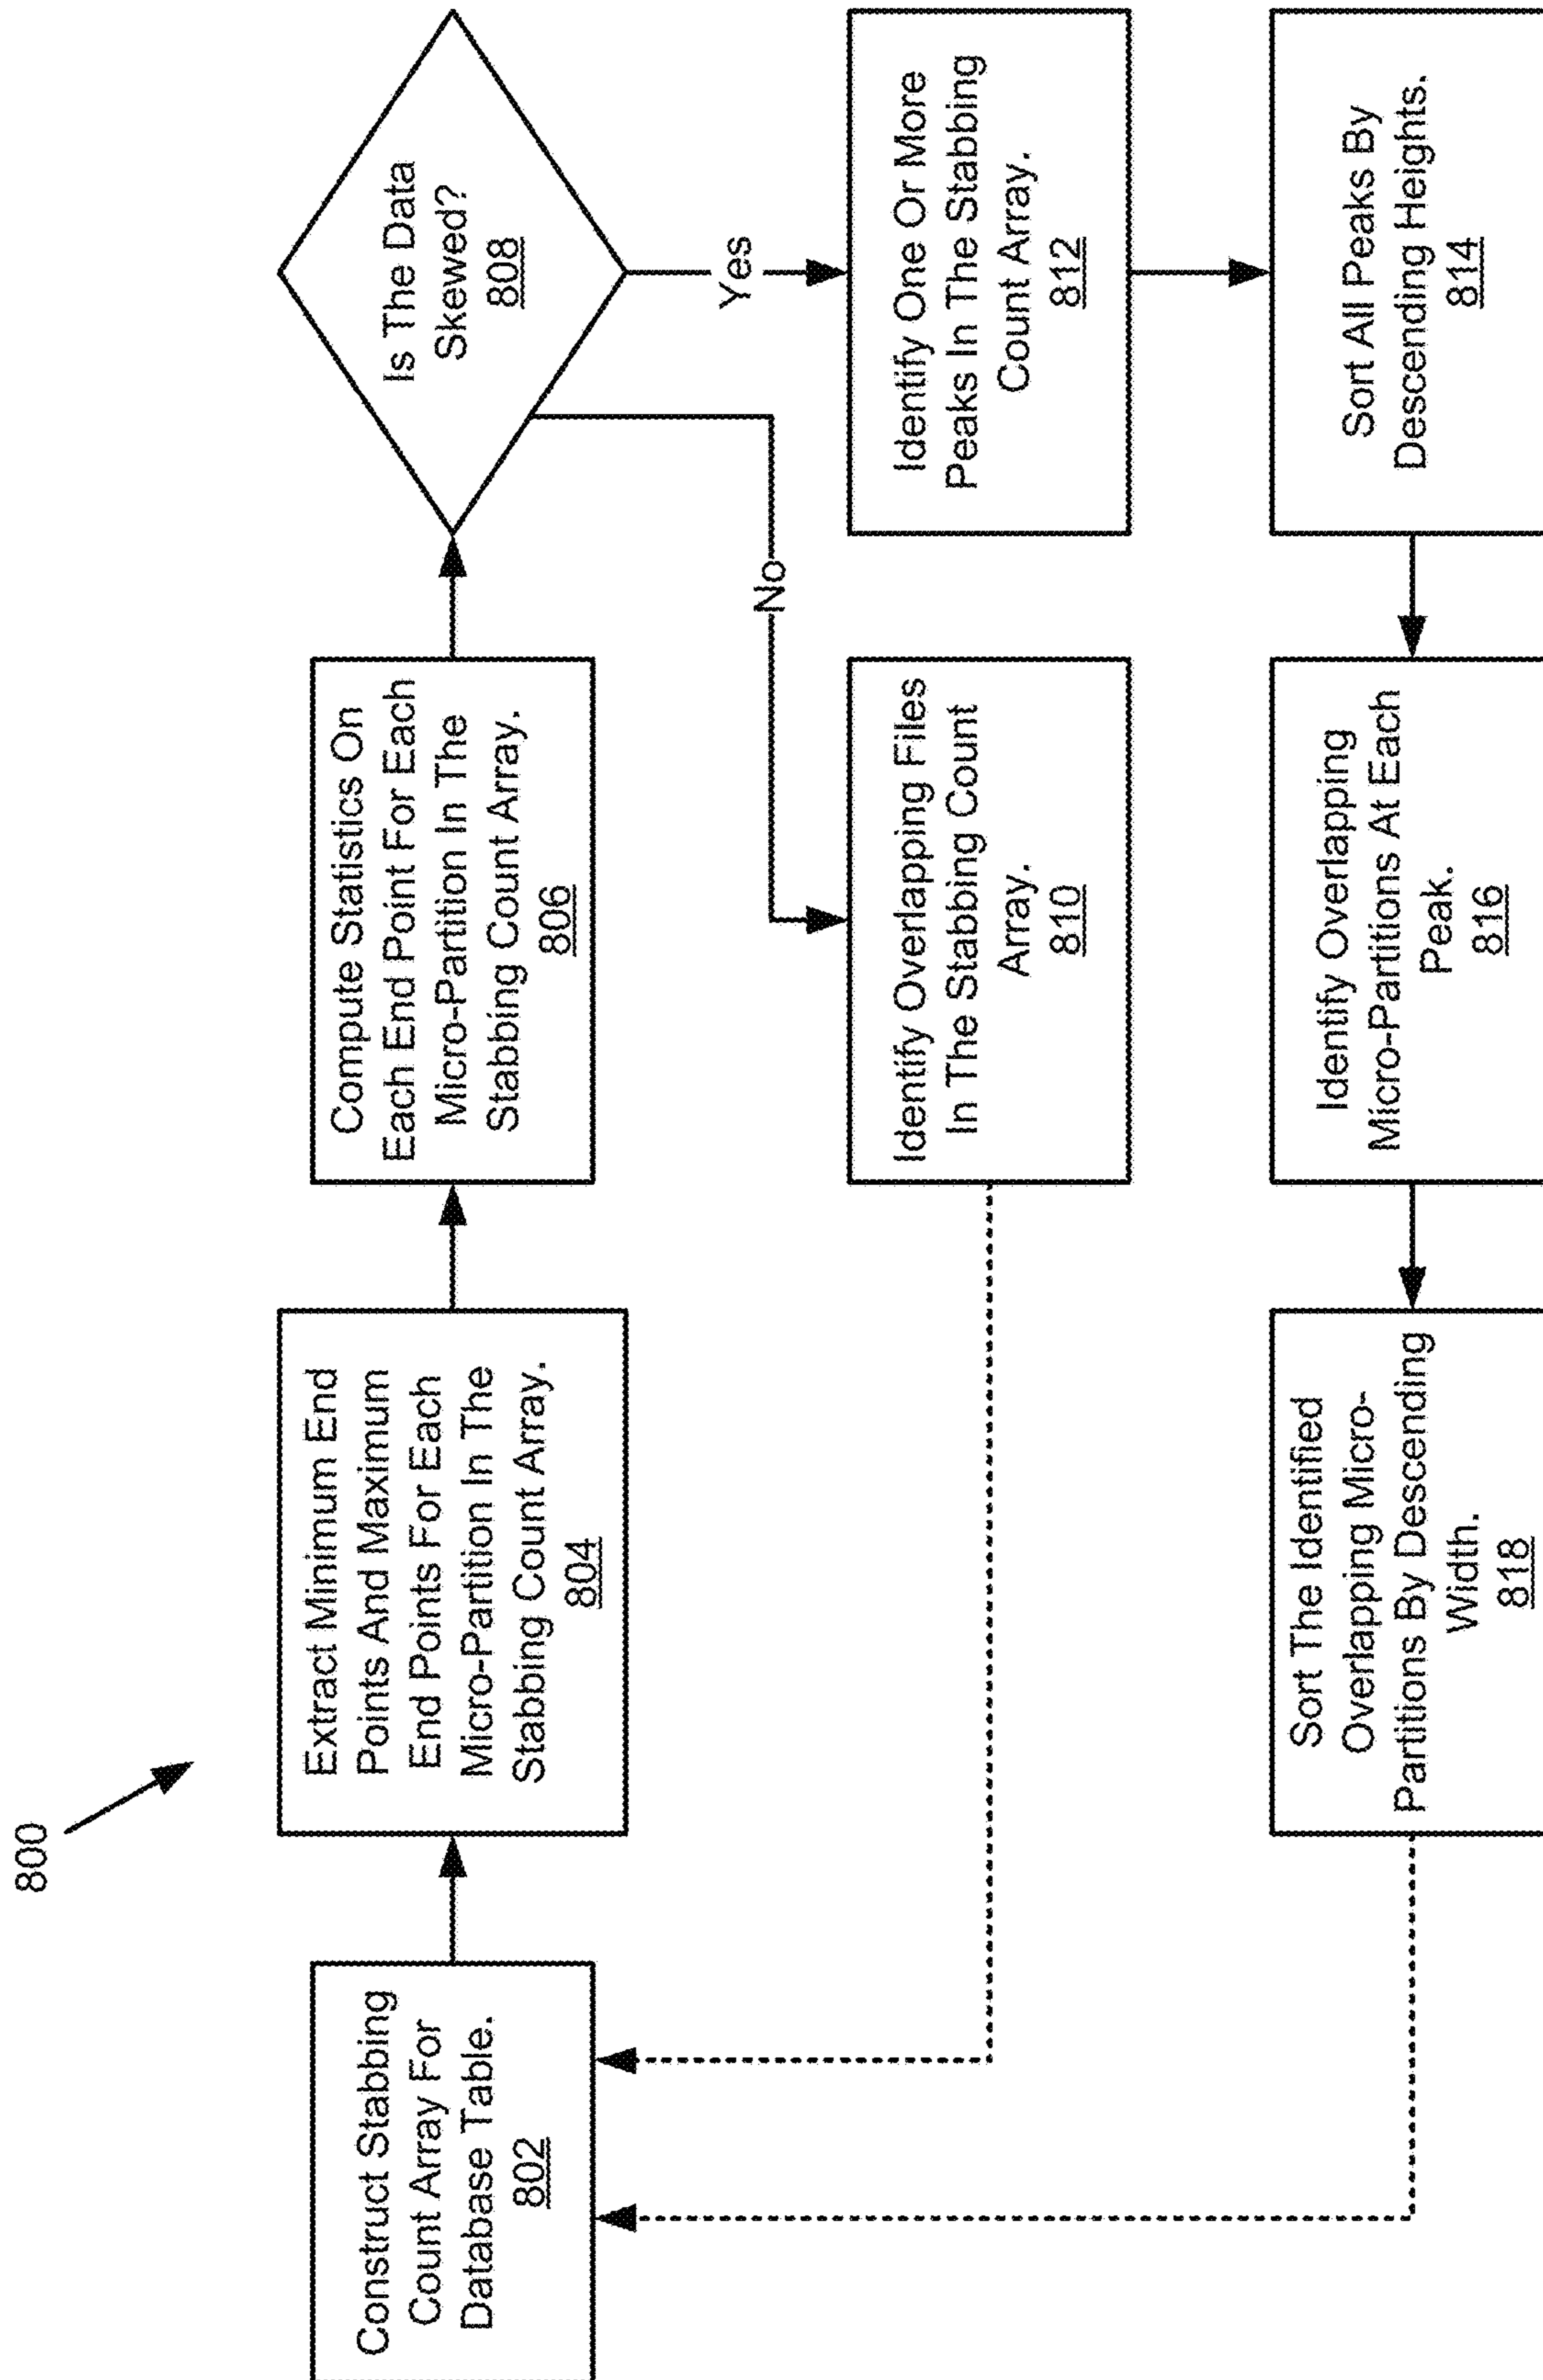 800
Construct Stabbing
Count Array For
Database Table.
802
Extract Minimum End
Points And Maximum
End Points For Each
Micro-Partition In The
Stabbing Count Array.
804
Compute Statistics On
Each End Point For Each
Micro-Partition In The
Stabbing Count Array.
806
Is The Data
Skewed?
808
No
Yes
Identify Overlapping Files
In The Stabbing Count
Array.
810
Identify One Or More
Peaks In The Stabbing
Count Array.
812
Sort All Peaks By
Descending Heights.
814
Identify Overlapping
Micro-Partitions At Each
Peak.
816
Sort The Identified
Overlapping Micro-
Partitions By Descending
Width.
818